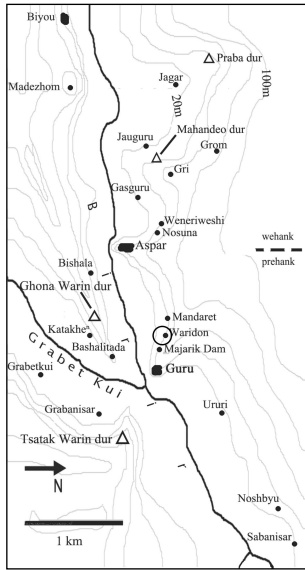 Biyou
Praba dur
Jagar
100m
Madezhom
20m
Mahandeo dur
Jauguru
Grom
Gri
Gasguru
Weneriweshi
Nosuna
Aspar
wehank
prehank
Bishala
Ghona Warin dur
Mandaret
Waridon
Katakheⁿ
Majarik Dam
Bashalitada
Guru
Grabet Kui
Birir
Grabetkui
Grabanisar
Ururi
Tsatak Warin dur
N
Noshbyu
1 km
Sabanisar